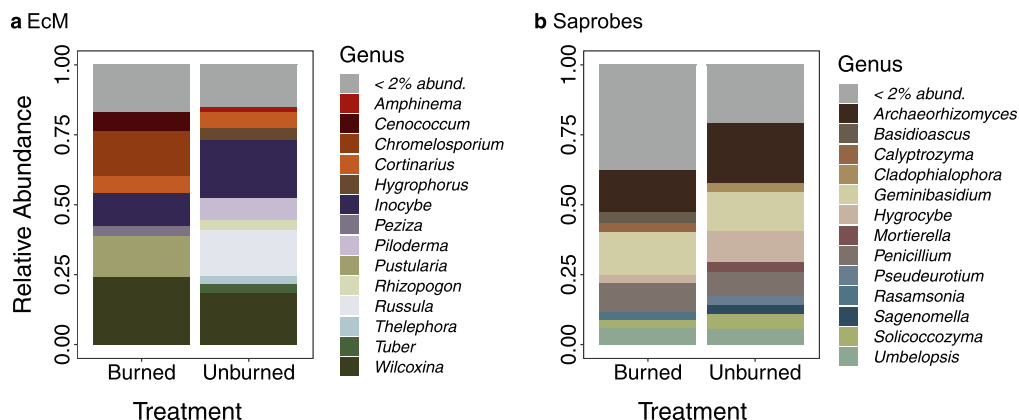 a EcM
Relative Abundance
1.00
0.75
0.50
0.25
0.00
Burned
Unburned
Treatment
Genus
< 2% abund.
Amphinema
Cenococcum
Chromelosporium
Cortinarius
Hygrophorus
Inocybe
Peziza
Piloderma
Pustularia
Rhizopogon
Russula
Thelephora
Tuber
Wilcoxina
b Saprobes
1.00
0.75
0.50
0.25
0.00
Burned
Unburned
Treatment
Genus
< 2% abund.
Archaeorhizomyces
Basidioascus
Calyptrozyma
Cladophialophora
Geminibasidium
Hygrocybe
Mortierella
Penicillium
Pseudeurotium
Rasamsonia
Sagenomella
Solicoccozyma
Umbelopsis